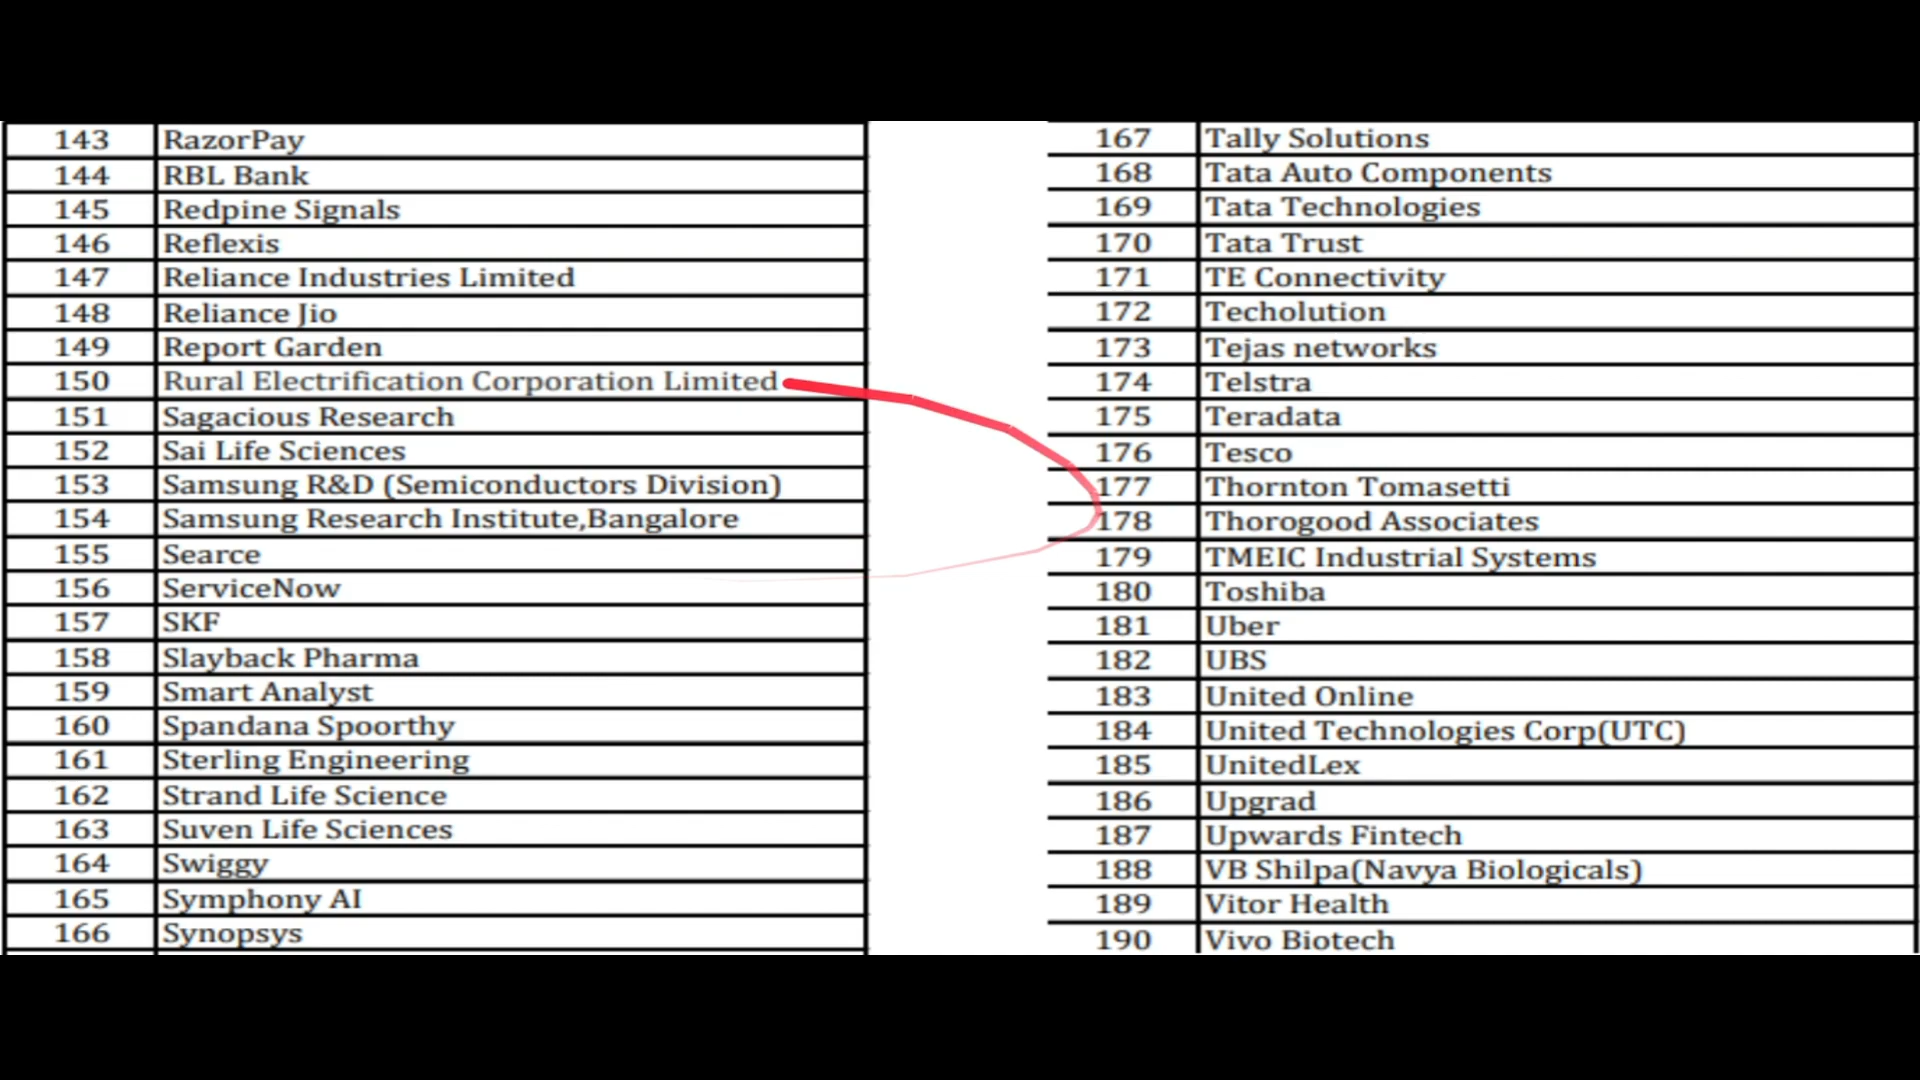 143 RazorPay
144 RBL Bank
145 Redpine Signals
146 Reflexis
147 Reliance Industries Limited
148 Reliance Jio
149 Report Garden
150 Rural Electrification Corporation Limited
151 Sagacious Research
152 Sai Life Sciences
153 Samsung R&D (Semiconductors Division)
154 Samsung Research Institute,Bangalore
155 Searce
156 ServiceNow
157 SKF
158 Slayback Pharma
159 Smart Analyst
160 Spandana Spoorthy
161 Sterling Engineering
162 Strand Life Science
163 Suven Life Sciences
164 Swiggy
165 Symphony AI
166 Synopsys
167 Tally Solutions
168 Tata Auto Components
169 Tata Technologies
170 Tata Trust
171 TE Connectivity
172 Techolution
173 Tejas networks
174 Telstra
175 Teradata
176 Tesco
177 Thornton Tomasetti
178 Thorogood Associates
179 TMEIC Industrial Systems
180 Toshiba
181 Uber
182 UBS
183 United Online
184 United Technologies Corp(UTC)
185 UnitedLex
186 Upgrad
187 Upwards Fintech
188 VB Shilpa(Navya Biologicals)
189 Vitor Health
190 Vivo Biotech